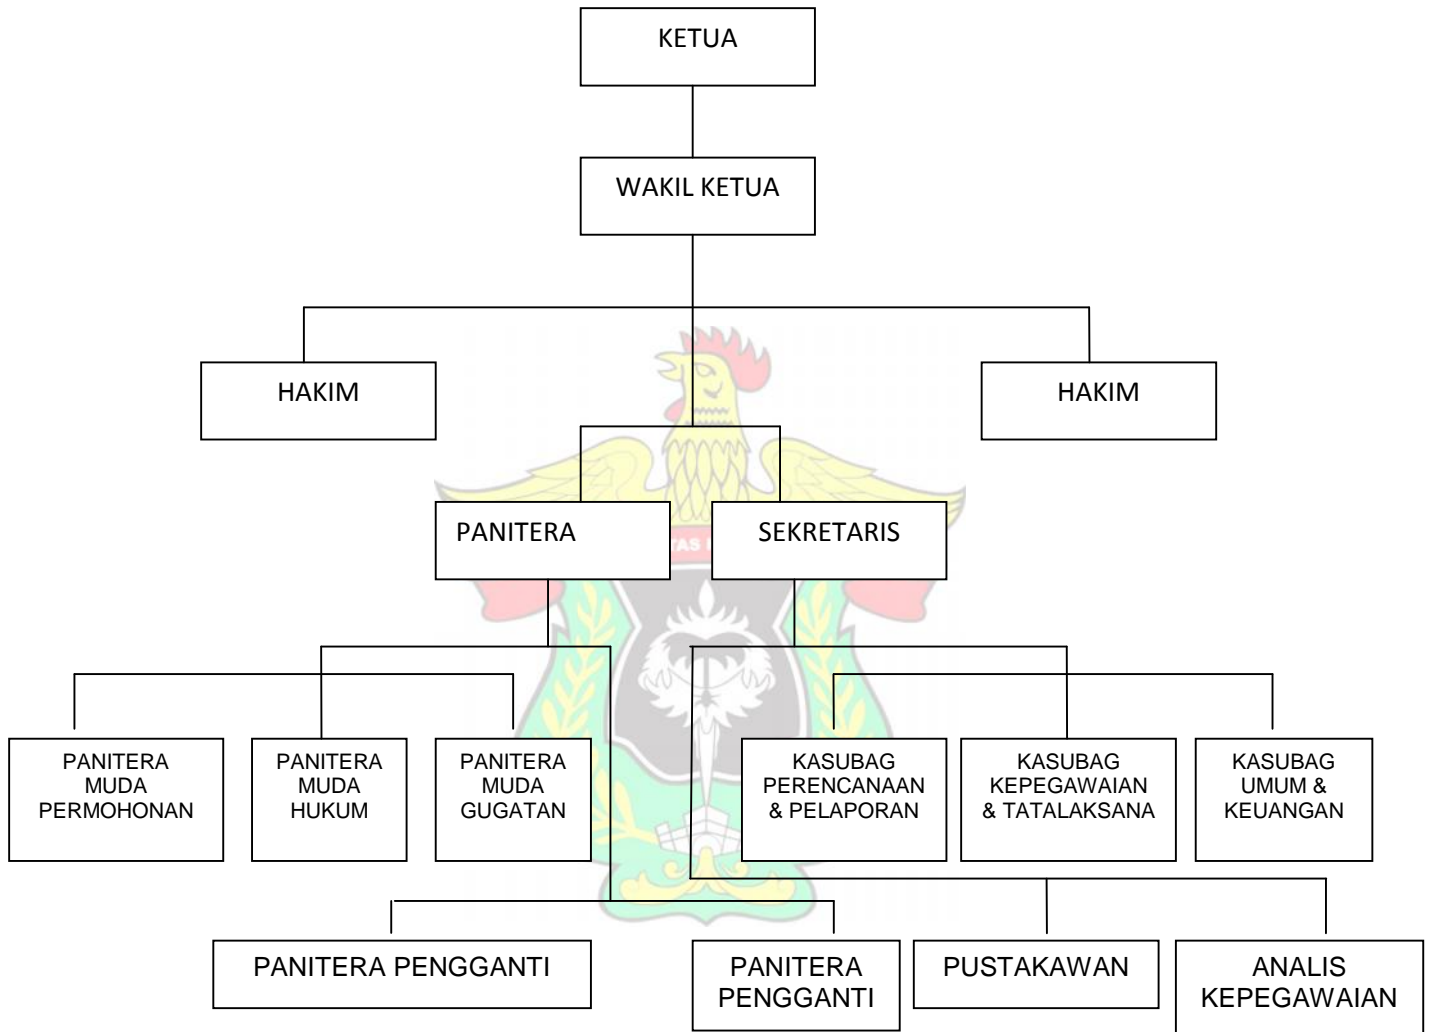 KETUA
WAKIL KETUA
HAKIM
HAKIM
PANITERA
SEKRETARIS
TAS
PANITERA
MUDA
PERMOHONAN
PANITERA
MUDA
HUKUM
PANITERA
MUDA
GUGATAN
KASUBAG
PERENCANAAN
& PELAPORAN
KASUBAG
KEPEGAWAIAN
& TATALAKSANA
KASUBAG
UMUM &
KEUANGAN
PANITERA PENGGANTI
PANITERA
PENGGANTI
PUSTAKAWAN
ANALIS
KEPEGAWAIAN